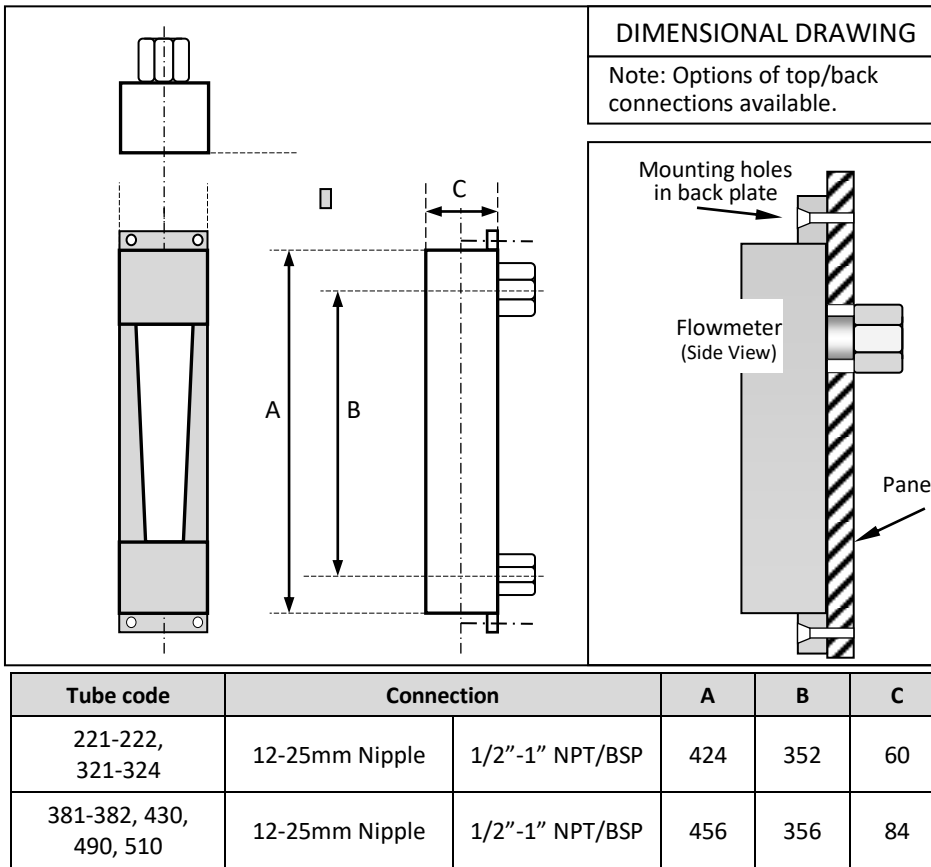 DIMENSIONAL DRAWING
Note: Options of top/back
connections available.
Mounting holes
in back plate
C
Flowmeter
(Side View)
A
B
Pane
Tube code
Connection
A
B
C
221-222,
321-324
12-25mm Nipple
1/2”-1” NPT/BSP
424
352
60
381-382, 430,
490, 510
12-25mm Nipple
1/2”-1” NPT/BSP
456
356
84